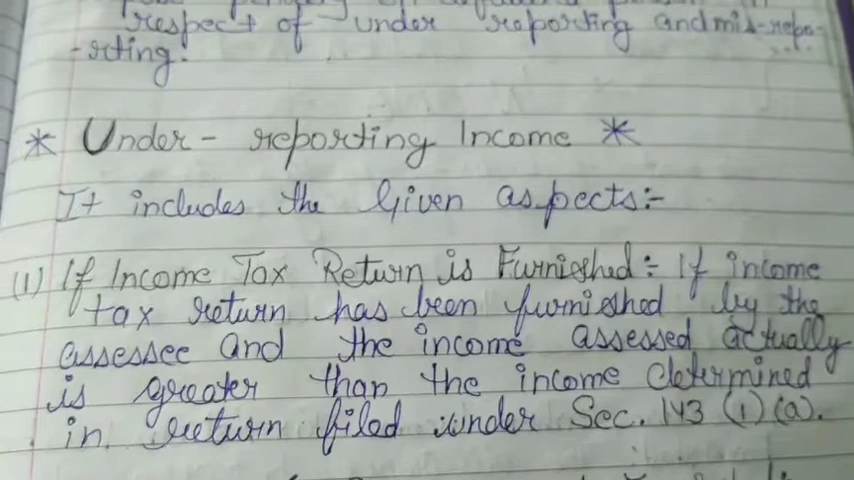 respect of under reporting and mis-repo-
-rting.
* Under - reporting Income *
It includes the Given aspects:-
(1) If Income Tax Return is Furnished:- If income
tax return has been furnished by the
assessee and the income assessed actually
is greater than the income determined
in return filed under Sec. 143 (1) (a).